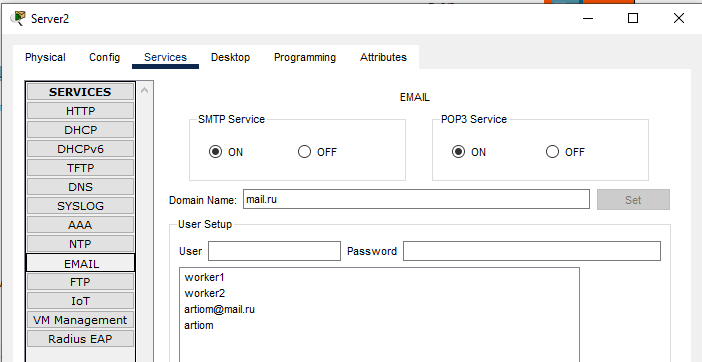 Server2
Physical Config Services Desktop Programming Attributes
SERVICES
HTTP
DHCP
DHCPv6
TFTP
DNS
SYSLOG
AAA
NTP
EMAIL
FTP
IoT
VM Management
Radius EAP
EMAIL
SMTP Service
ON OFF
POP3 Service
ON OFF
Domain Name: mail.ru Set
User Setup
User Password
worker1
worker2
artiom@mail.ru
artiom